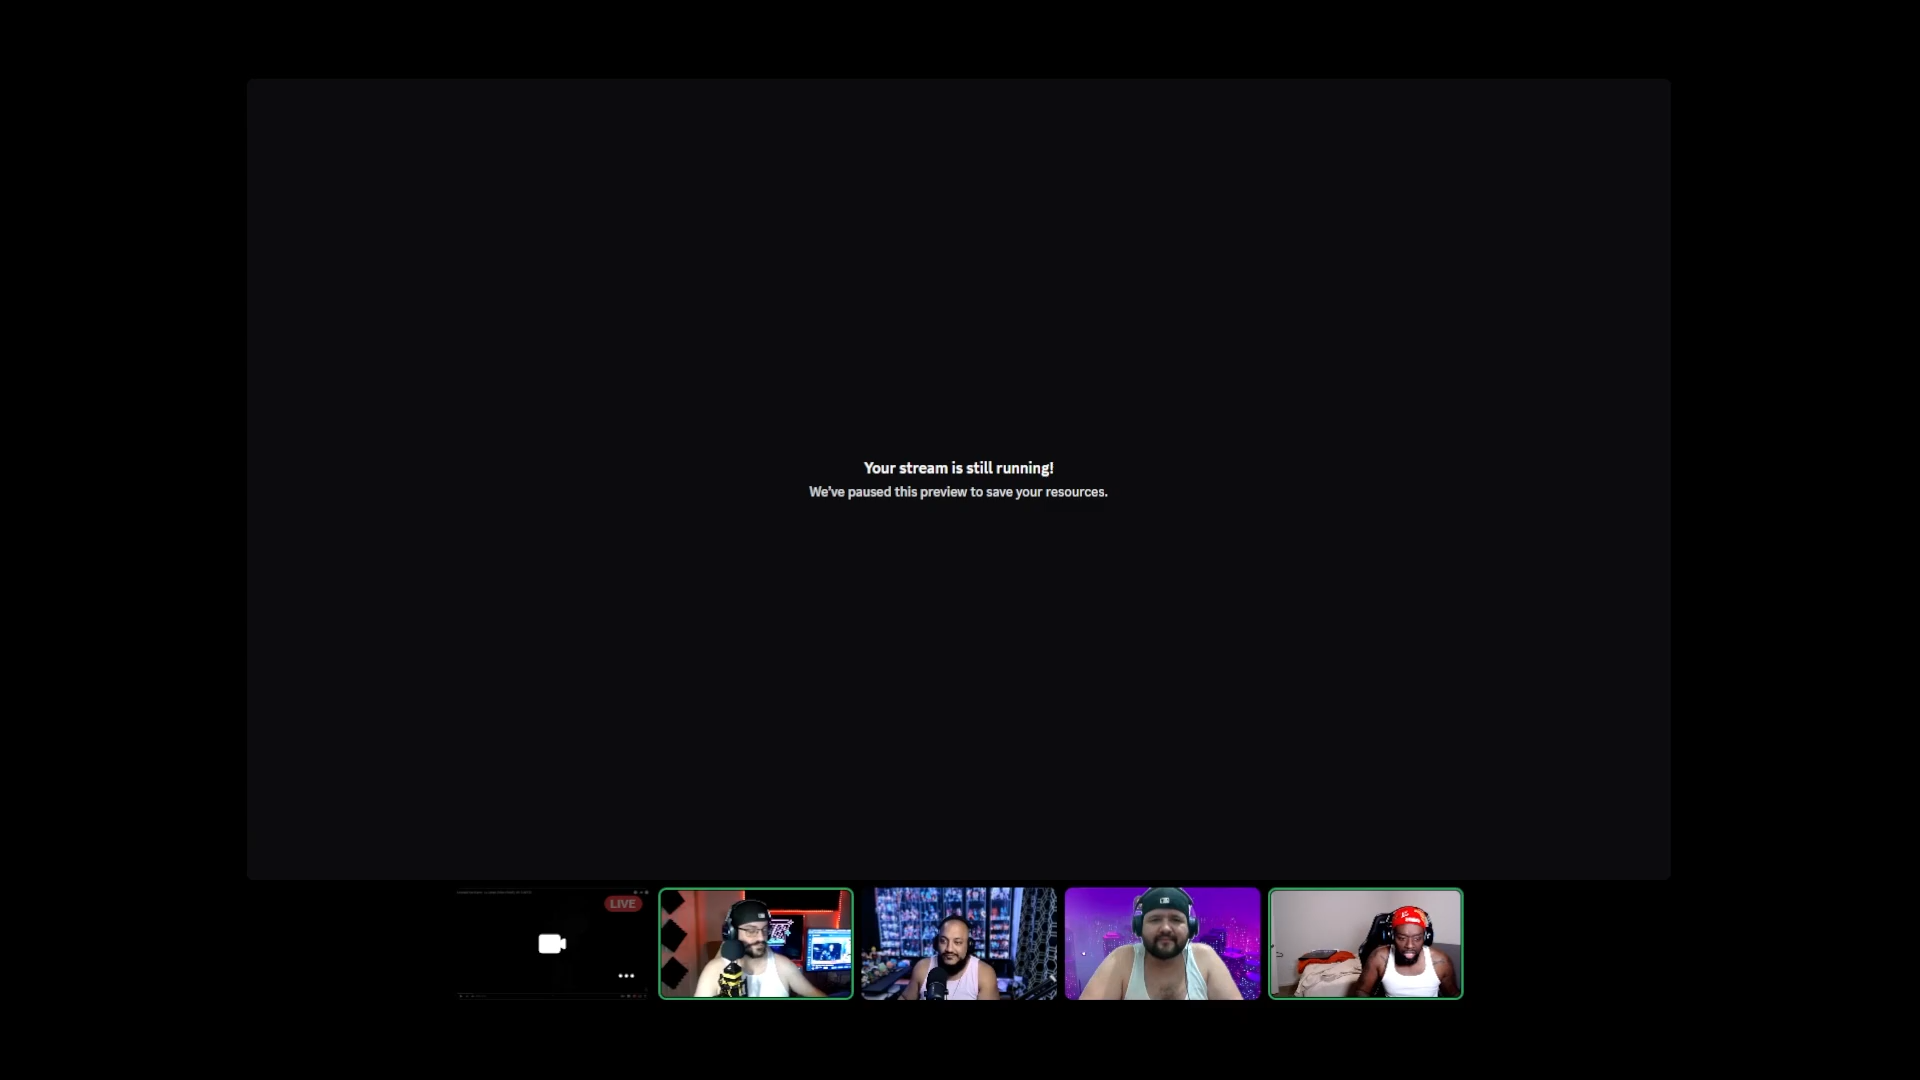 Your stream is still running!
We've paused this preview to save your resources.
LIVE